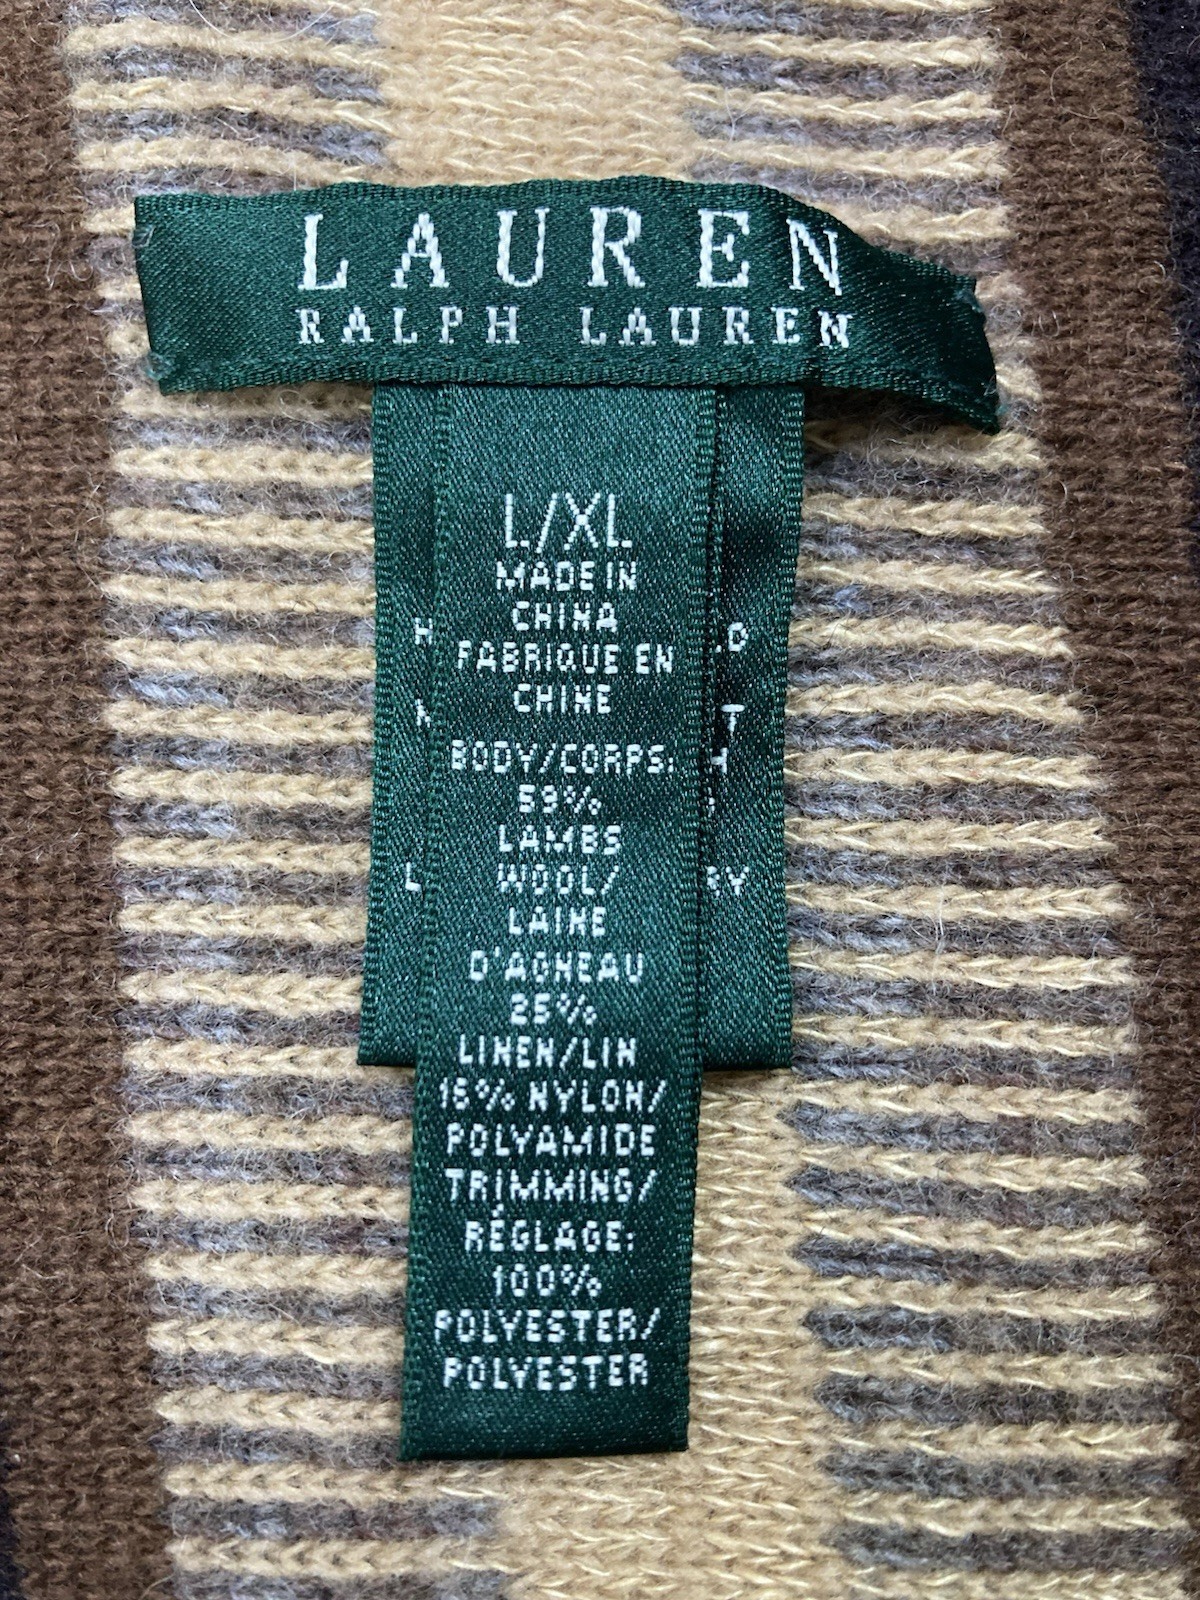 LAUREN
RALPH LAUREN
L/XL
MADE IN
CHINA
FABRIQUE EN
CHINE
BODY/CORPS:
59%
LAMBS
WOOL/
LAINE
D'AGNEAU
25%
LINEN/LIN
16% NYLON/
POLYAMIDE
TRIMMING/
RÉGLAGE:
100%
POLYESTER/
POLYESTER